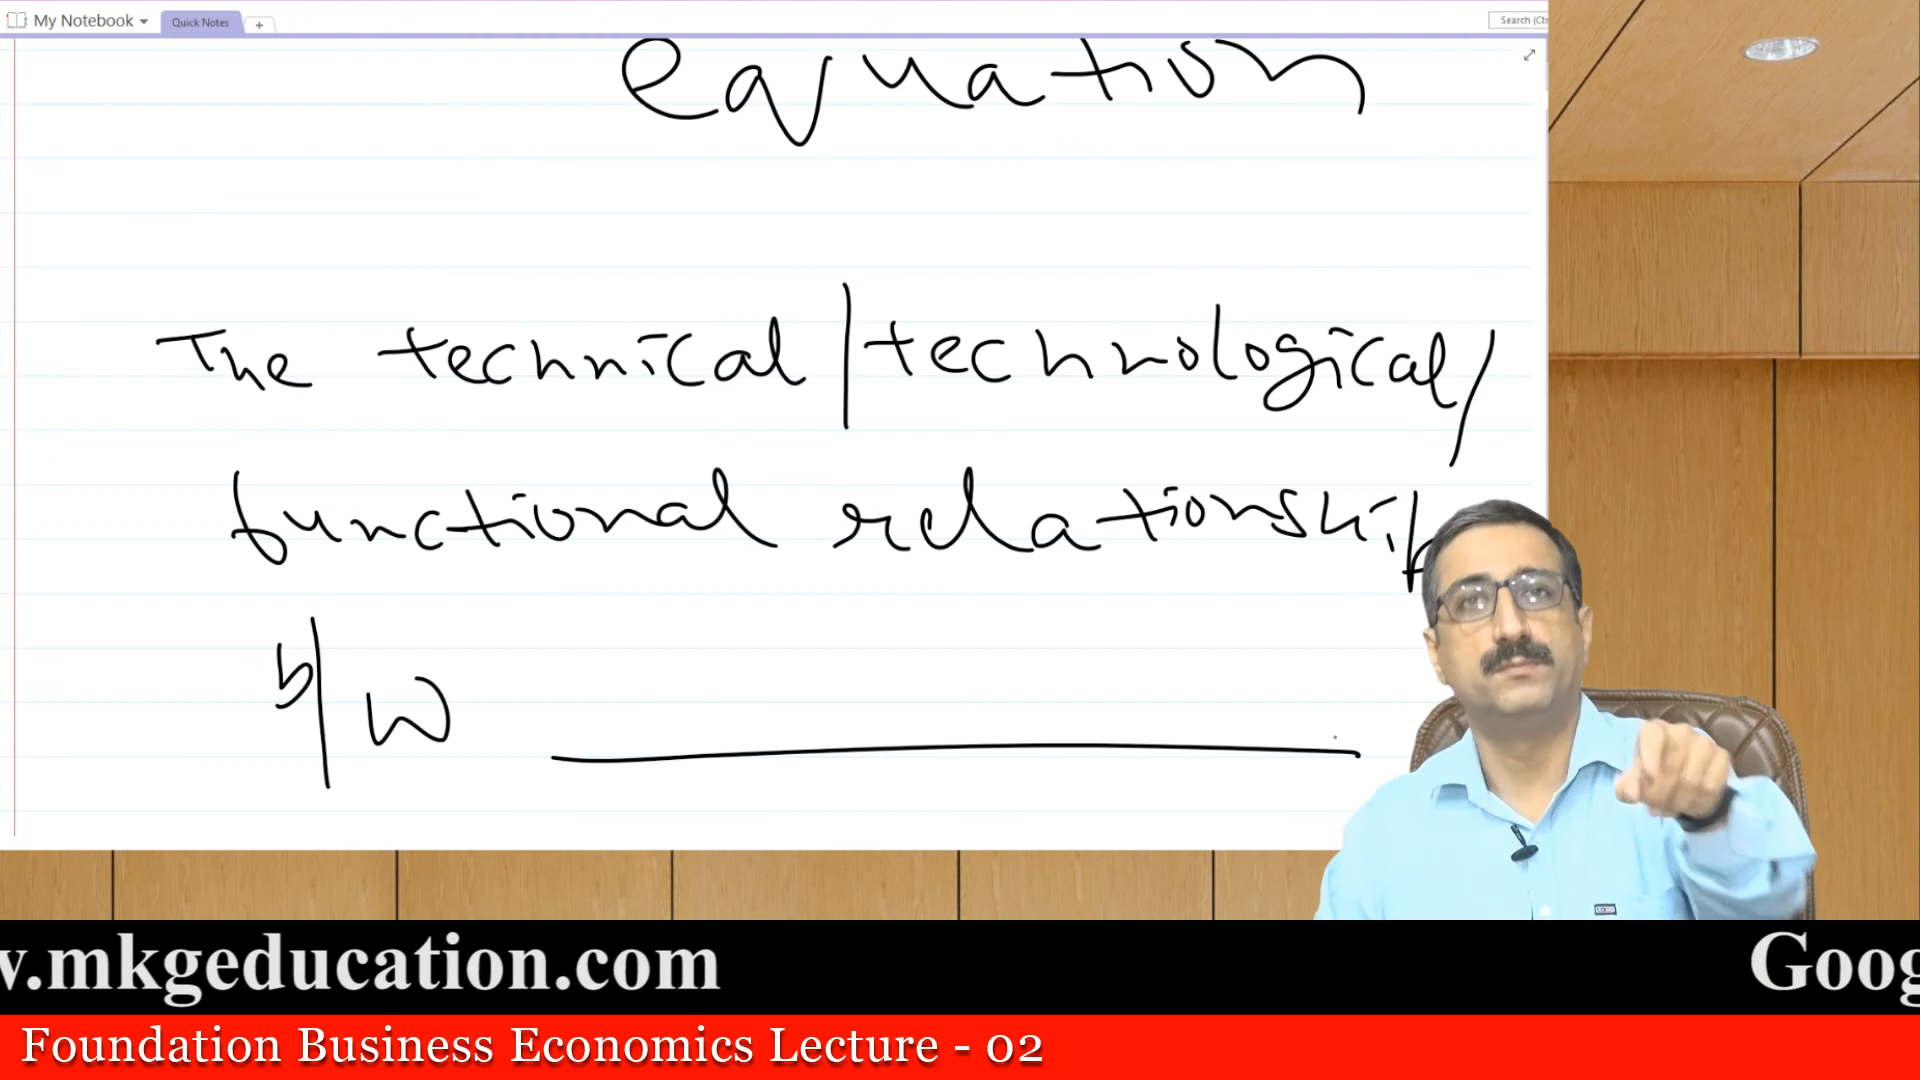 My Notebook
Quick Notes
+
Search (Ct
equation
The technical/technological/
functional relationship
b/w
w.mkgeducation.com
Goog
Foundation Business Economics Lecture - 02